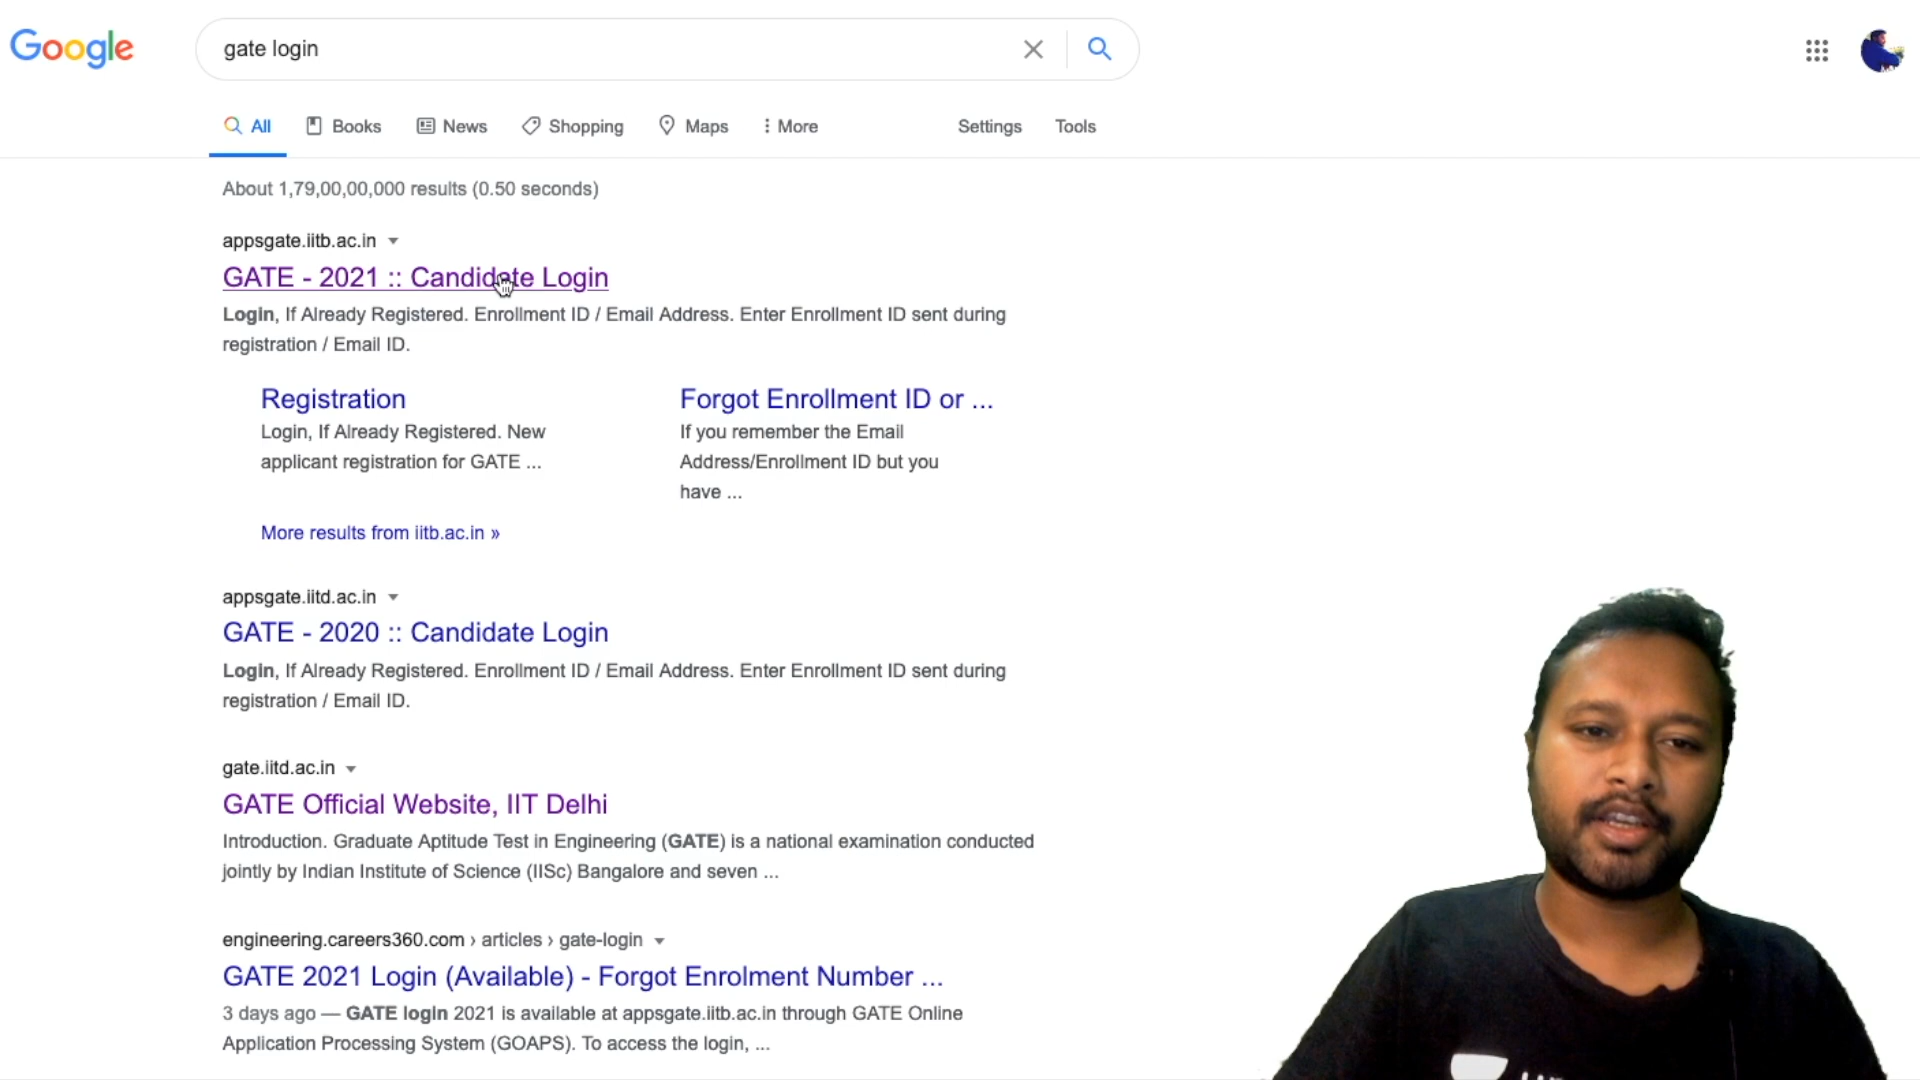 Google
gate login
All Books News Shopping Maps More Settings Tools
About 1,79,00,00,000 results (0.50 seconds)
appsgate.iitb.ac.in
GATE - 2021 :: Candidate Login
Login, If Already Registered. Enrollment ID / Email Address. Enter Enrollment ID sent during
registration / Email ID.
Registration
Login, If Already Registered. New
applicant registration for GATE ...
Forgot Enrollment ID or ...
If you remember the Email
Address/Enrollment ID but you
have ...
More results from iitb.ac.in »
appsgate.iitd.ac.in
GATE - 2020 :: Candidate Login
Login, If Already Registered. Enrollment ID / Email Address. Enter Enrollment ID sent during
registration / Email ID.
gate.iitd.ac.in
GATE Official Website, IIT Delhi
Introduction. Graduate Aptitude Test in Engineering (GATE) is a national examination conducted
jointly by Indian Institute of Science (IISc) Bangalore and seven ...
engineering.careers360.com › articles › gate-login
GATE 2021 Login (Available) - Forgot Enrolment Number ...
3 days ago — GATE login 2021 is available at appsgate.iitb.ac.in through GATE Online
Application Processing System (GOAPS). To access the login, ...